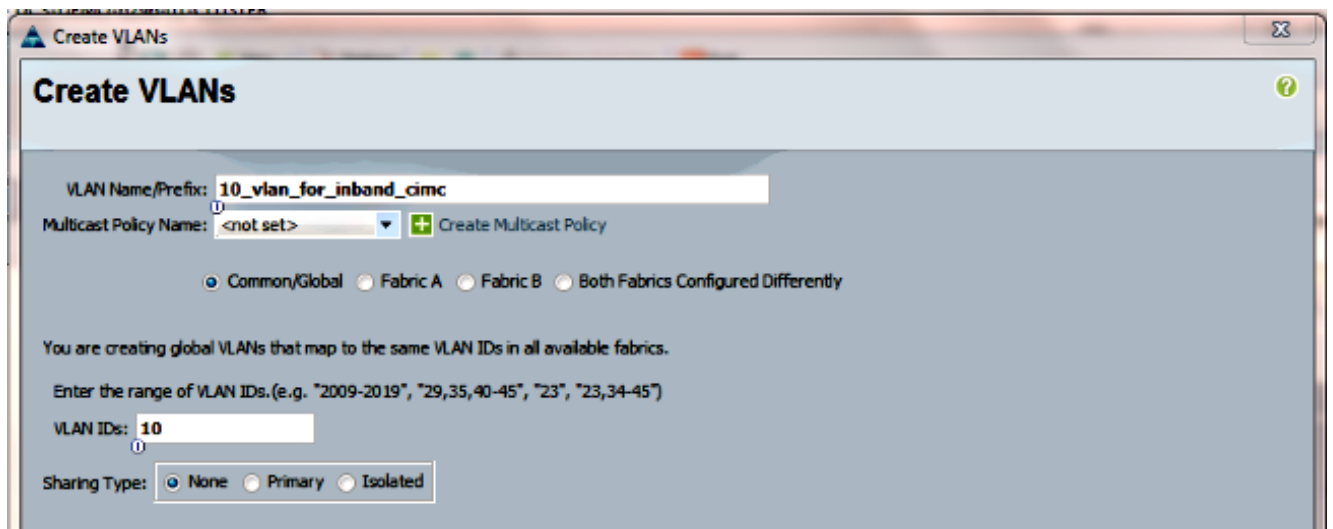 Create VLANs
Create VLANs
VLAN Name/Prefix: 10_vlan_for_inband_cimc
Multicast Policy Name: <not set> Create Multicast Policy
Common/Global Fabric A Fabric B Both Fabrics Configured Differently
You are creating global VLANs that map to the same VLAN IDs in all available fabrics.
Enter the range of VLAN IDs.(e.g. "2009-2019", "29,35,40-45", "23", "23,34-45")
VLAN IDs: 10
Sharing Type: None Primary Isolated